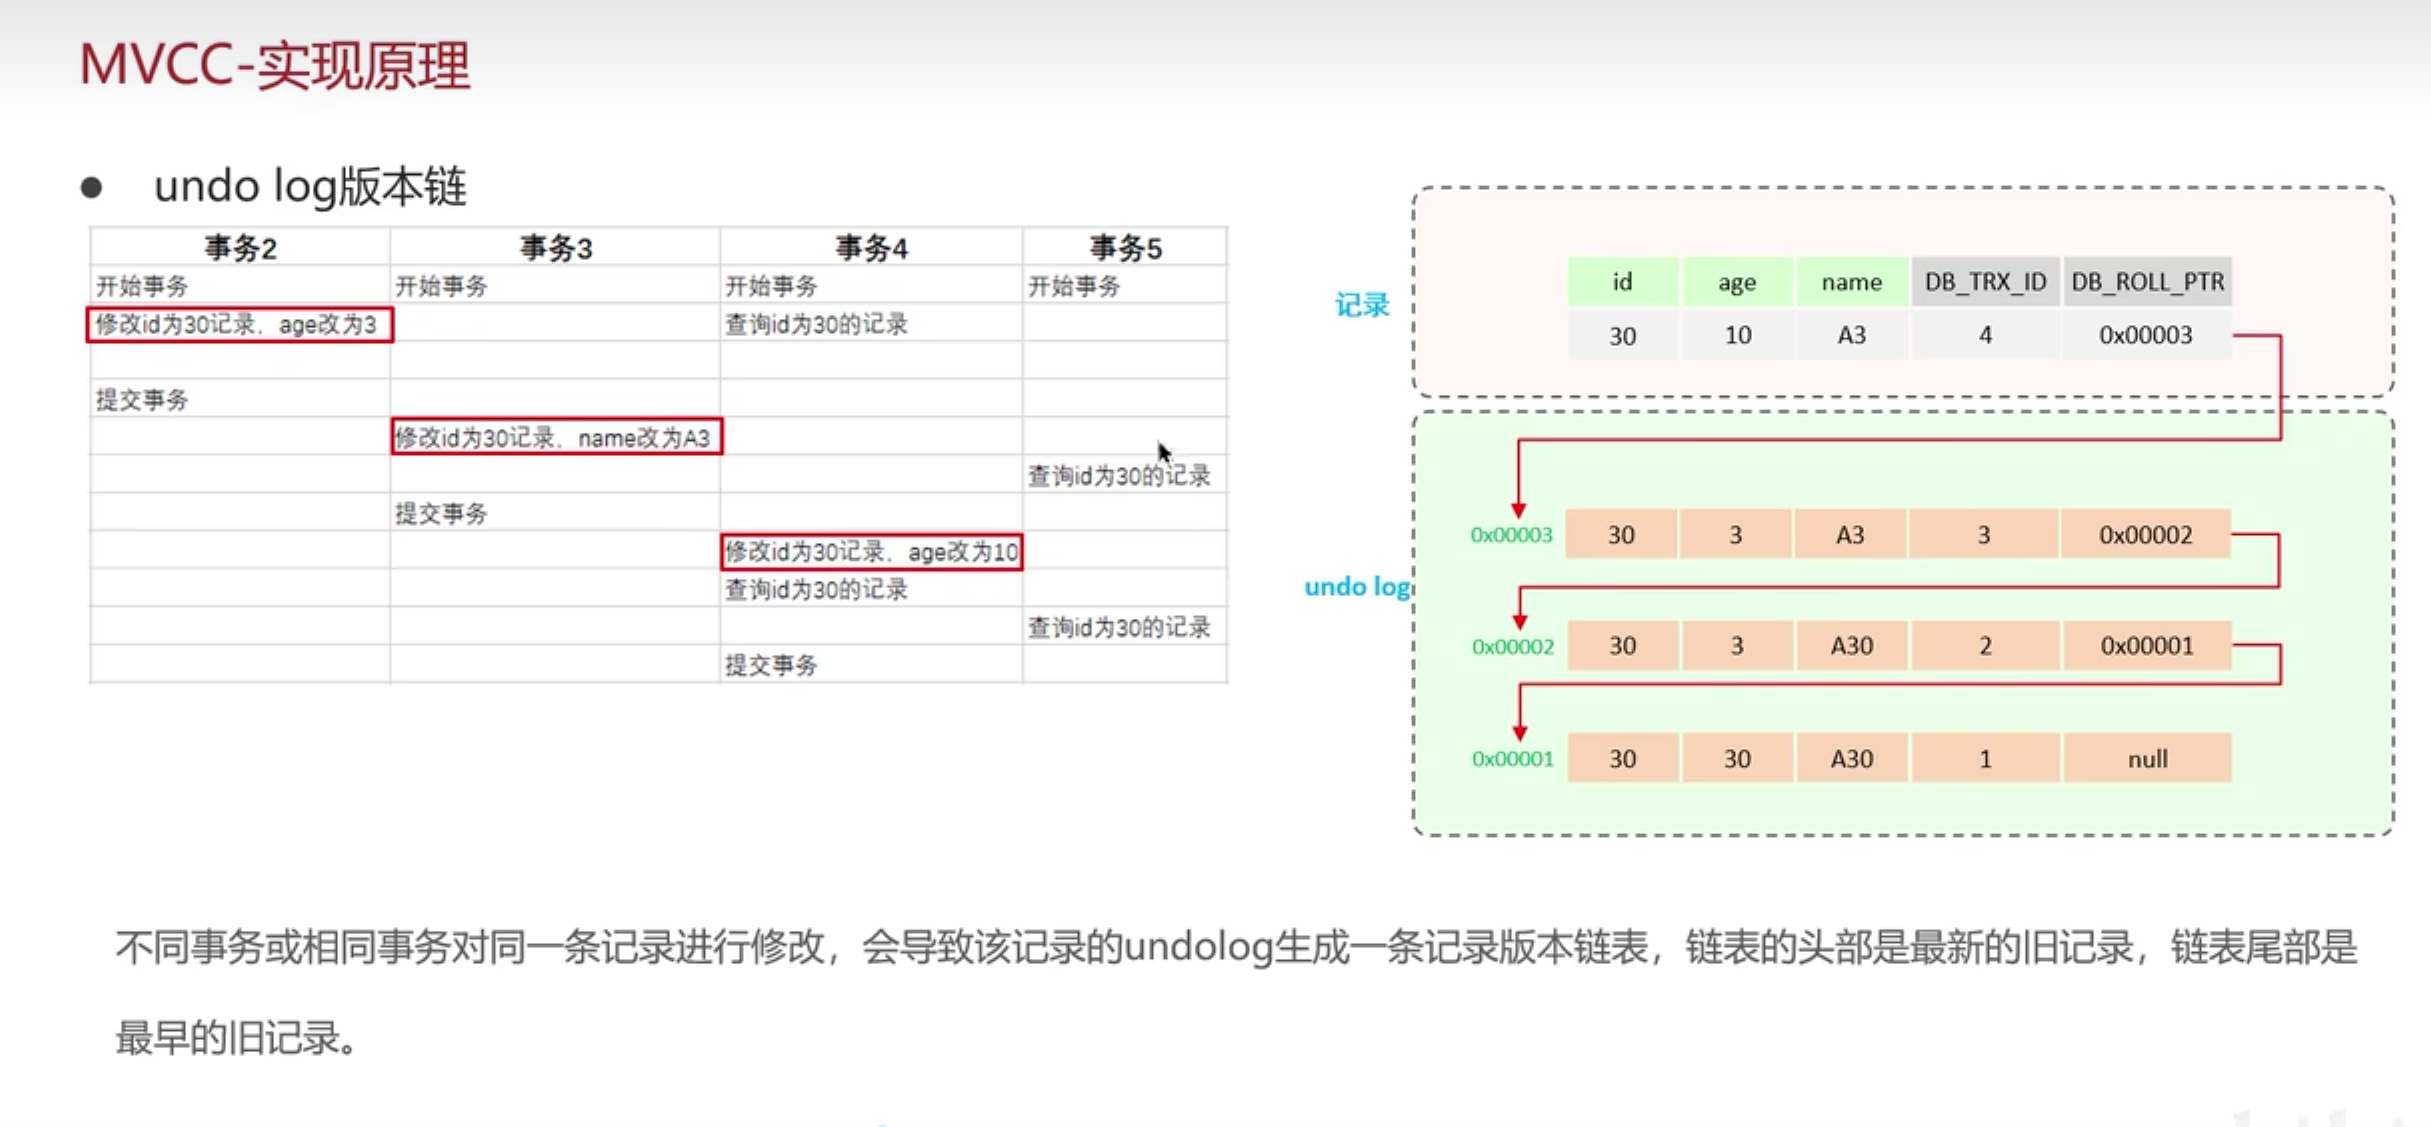 MVCC-实现原理
● undo log版本链
事务2 事务3 事务4 事务5
开始事务 开始事务 开始事务 开始事务
修改id为30记录，age改为3 查询id为30的记录
提交事务
修改id为30记录，name改为A3
查询id为30的记录
提交事务
修改id为30记录，age改为10
查询id为30的记录
查询id为30的记录
提交事务
记录
id age name DB_TRX_ID DB_ROLL_PTR
30 10 A3 4 0x00003
undo log
0x00003 30 3 A3 3 0x00002
0x00002 30 3 A30 2 0x00001
0x00001 30 30 A30 1 null
不同事务或相同事务对同一条记录进行修改，会导致该记录的undolog生成一条记录版本链表，链表的头部是最新的旧记录，链表尾部是
最早的旧记录。